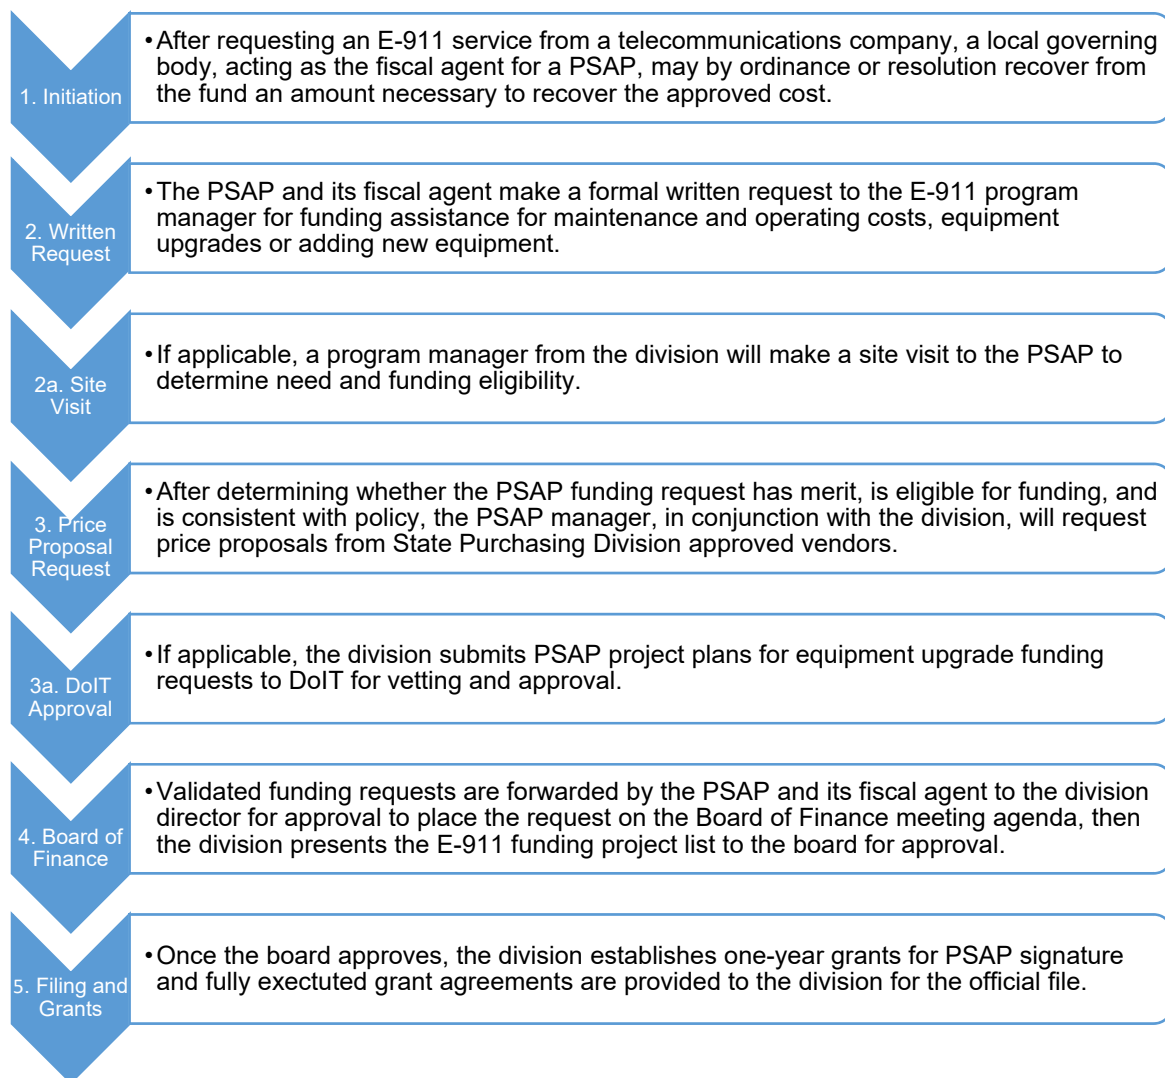 1. Initiation
•After requesting an E-911 service from a telecommunications company, a local governing
body, acting as the fiscal agent for a PSAP, may by ordinance or resolution recover from
the fund an amount necessary to recover the approved cost.
2. Written
Request
•The PSAP and its fiscal agent make a formal written request to the E-911 program
manager for funding assistance for maintenance and operating costs, equipment
upgrades or adding new equipment.
2a. Site
Visit
•If applicable, a program manager from the division will make a site visit to the PSAP to
determine need and funding eligibility.
3. Price
Proposal
Request
•After determining whether the PSAP funding request has merit, is eligible for funding, and
is consistent with policy, the PSAP manager, in conjunction with the division, will request
price proposals from State Purchasing Division approved vendors.
3a. DoIT
Approval
•If applicable, the division submits PSAP project plans for equipment upgrade funding
requests to DoIT for vetting and approval.
4. Board of
Finance
•Validated funding requests are forwarded by the PSAP and its fiscal agent to the division
director for approval to place the request on the Board of Finance meeting agenda, then
the division presents the E-911 funding project list to the board for approval.
5. Filing and
Grants
•Once the board approves, the division establishes one-year grants for PSAP signature
and fully exectuted grant agreements are provided to the division for the official file.